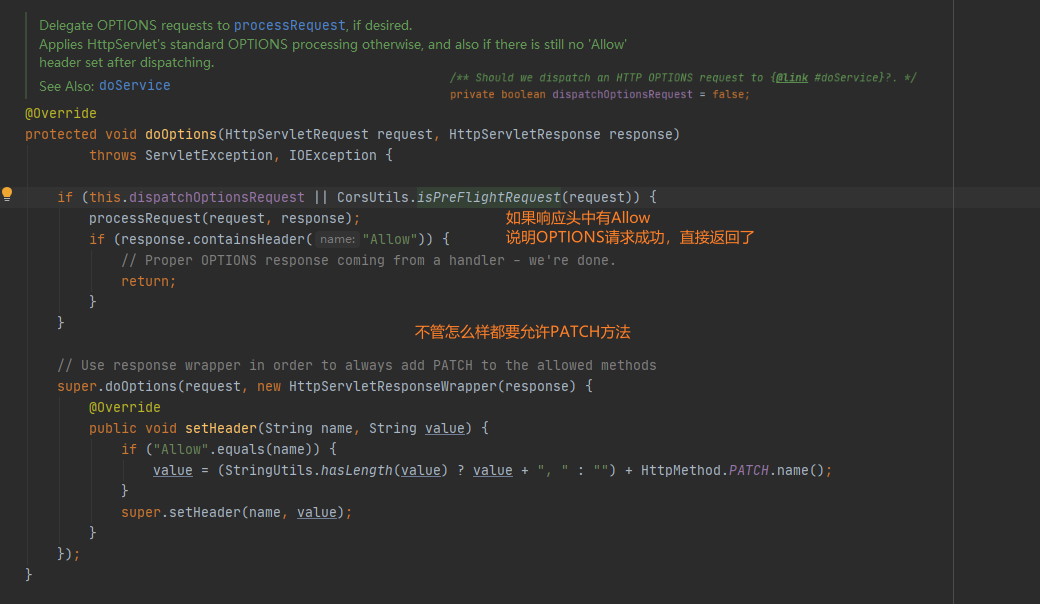 Delegate OPTIONS requests to processRequest, if desired.
Applies HttpServlet's standard OPTIONS processing otherwise, and also if there is still no 'Allow'
header set after dispatching.
See Also: doService
/** Should we dispatch an HTTP OPTIONS request to {@link #doService}?. */
private boolean dispatchOptionsRequest = false;
@Override
protected void doOptions(HttpServletRequest request, HttpServletResponse response)
throws ServletException, IOException {
if (this.dispatchOptionsRequest || CorsUtils.isPreFlightRequest(request)) {
processRequest(request, response);
如果响应头中有Allow
说明OPTIONS请求成功，直接返回了
if (response.containsHeader( name: "Allow")) {
// Proper OPTIONS response coming from a handler - we're done.
return;
}
}
不管怎么样都要允许PATCH方法
// Use response wrapper in order to always add PATCH to the allowed methods
super.doOptions(request, new HttpServletResponseWrapper(response) {
@Override
public void setHeader(String name, String value) {
if ("Allow".equals(name)) {
value = (StringUtils.hasLength(value) ? value + ", " : "") + HttpMethod.PATCH.name();
}
super.setHeader(name, value);
}
});
}